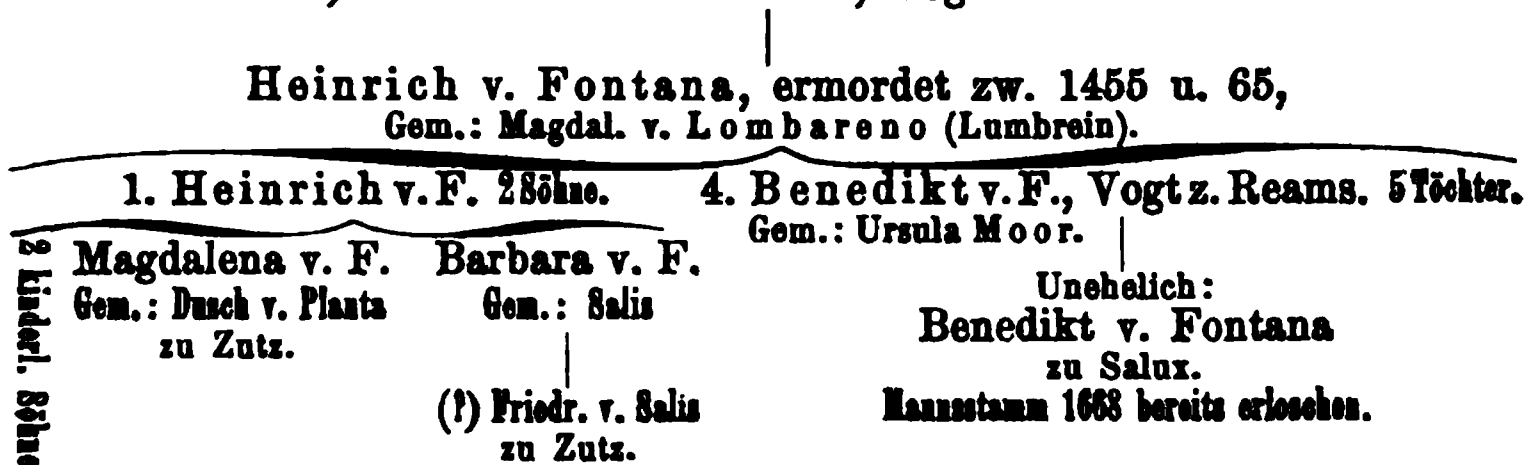 Heinrich v. Fontana, ermordet zw. 1455 u. 65,
Gem.: Magdal. v. Lombareno (Lumbrein).
1. Heinrich v. F. 2 Söhne. 4. Benedikt v. F., Vogt z. Reams. 5 Töchter.
Gem.: Ursula Moor.
Magdalena v. F. Barbara v. F.
Gem.: Dusch v. Planta Gem.: Salis
zu Zutz.
Unehelich:
Benedikt v. Fontana
zu Salux.
Mannsstamm 1668 bereits erloschen.
(?) Friedr. v. Salis
zu Zutz.
2 kinderl. Söhne